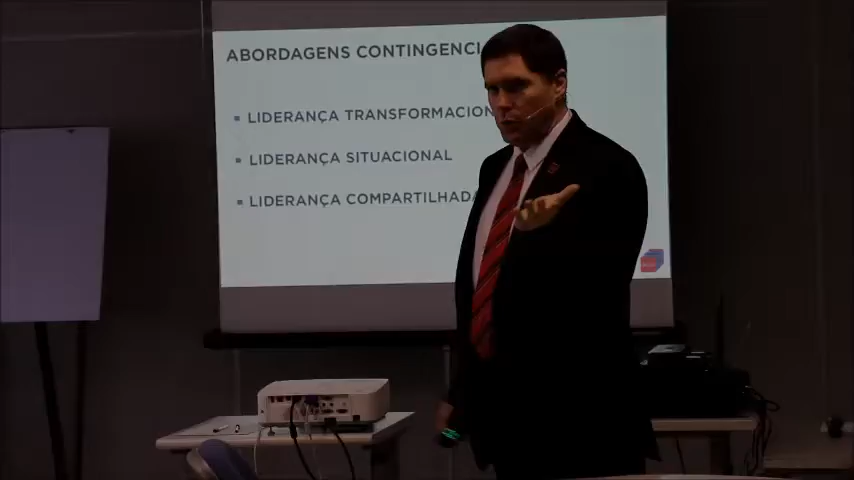 ABORDAGENS CONTINGENCI
▪ LIDERANÇA TRANSFORMACION
▪ LIDERANÇA SITUACIONAL
▪ LIDERANÇA COMPARTILHADA